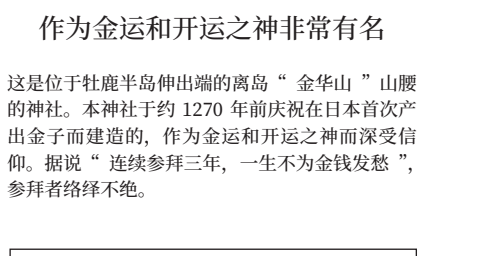 作为金运和开运之神非常有名
这是位于牡鹿半岛伸出端的离岛“ 金华山 ”山腰
的神社。本神社于约 1270 年前庆祝在日本首次产
出金子而建造的，作为金运和开运之神而深受信
仰。据说“ 连续参拜三年，一生不为金钱发愁 ”，
参拜者络绎不绝。